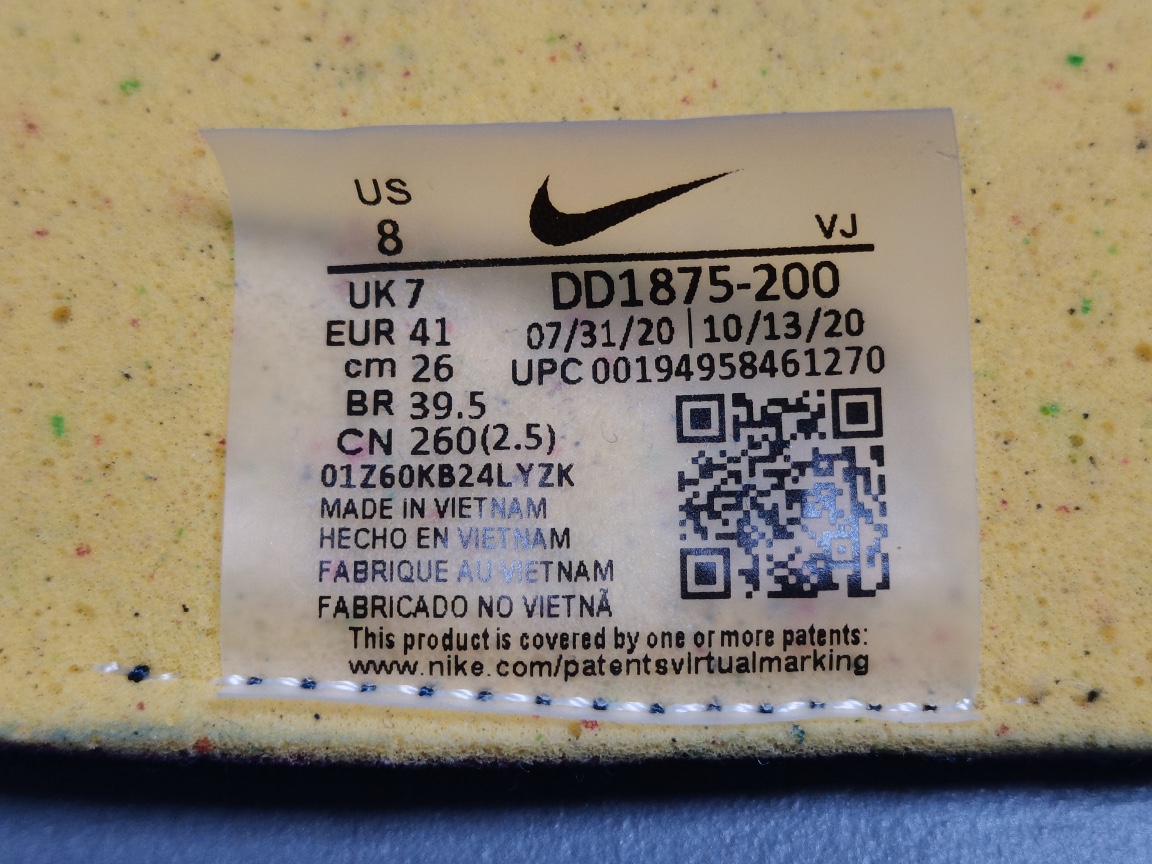 US
8
VJ
UK 7
DD1875-200
EUR 41
07/31/20 | 10/13/20
cm 26
UPC 00194958461270
BR 39.5
CN 260(2.5)
01Z60KB24LYZK
MADE IN VIETNAM
HECHO EN VIETNAM
FABRIQUE AU VIETNAM
FABRICADO NO VIETNÃ
This product is covered by one or more patents:
www.nike.com/patentsvirtualmarking